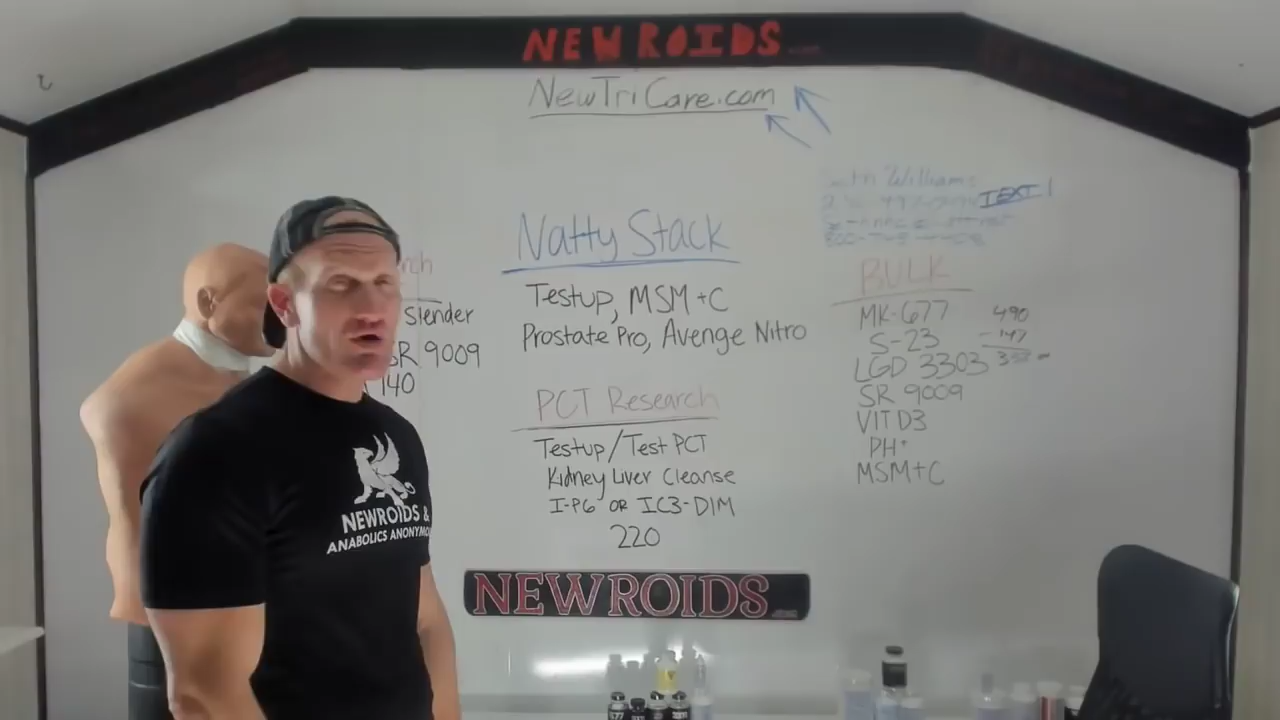 NEWROIDS
NewTriCare.com
Williams
TEXT!
Slender
SR 9009
140
Natty Stack
Testup, MSM+C
Prostate Pro, Avenge Nitro
PCT Research
Testup/Test PCT
Kidney Liver Cleanse
I-P6 OR IC3-DIM
220
BULK
MK-677
S-23
LGD 3303
SR 9009
VIT D3
PH+
MSM+C
490
- 147
NEWROIDS &
ANABOLICS ANONYMO
NEWROIDS